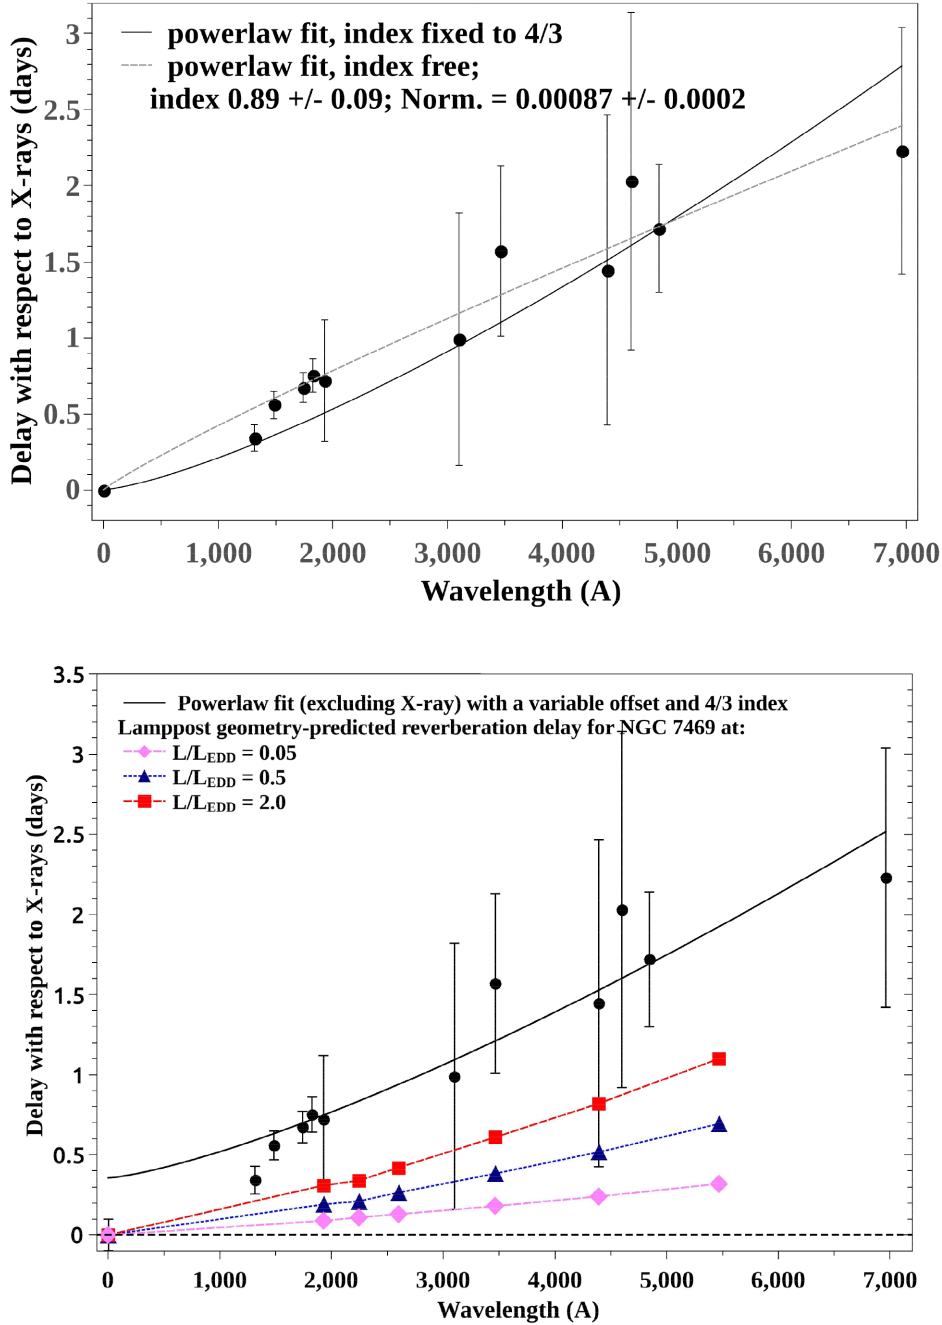 powerlaw fit, index fixed to 4/3
powerlaw fit, index free;
index 0.89 +/- 0.09; Norm. = 0.00087 +/- 0.0002
Delay with respect to X-rays (days)
3
2.5
2
1.5
1
0.5
0
0 1,000 2,000 3,000 4,000 5,000 6,000 7,000
Wavelength (A)
Powerlaw fit (excluding X-ray) with a variable offset and 4/3 index
Lamppost geometry-predicted reverberation delay for NGC 7469 at:
L/L_EDD = 0.05
L/L_EDD = 0.5
L/L_EDD = 2.0
Delay with respect to X-rays (days)
3.5
3
2.5
2
1.5
1
0.5
0
0 1,000 2,000 3,000 4,000 5,000 6,000 7,000
Wavelength (A)